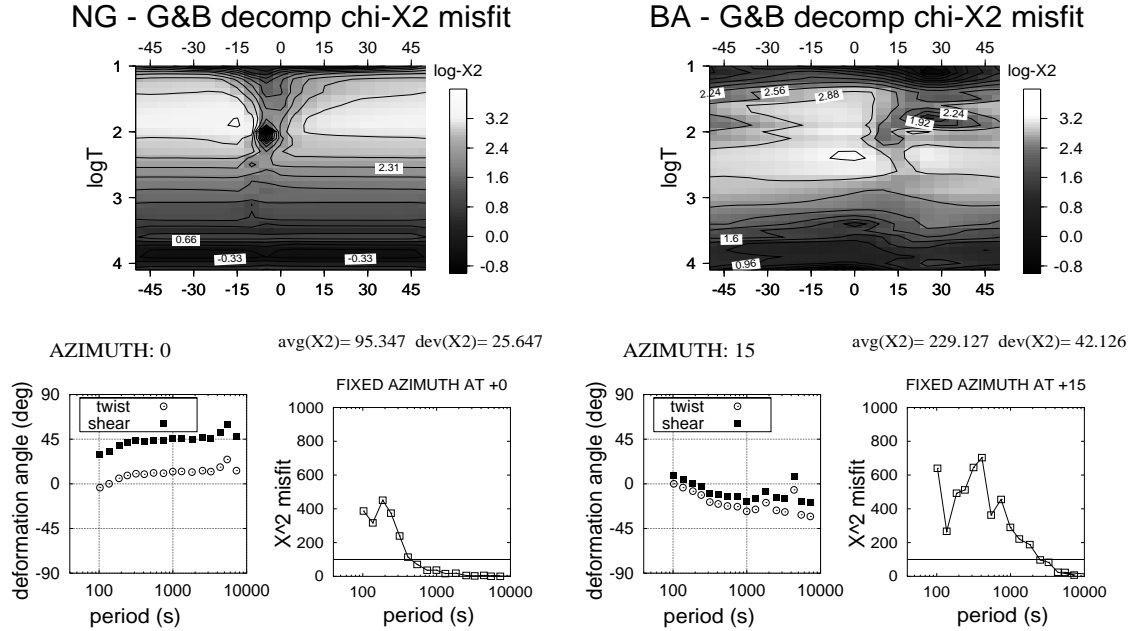 NG - G&B decomp chi-X2 misfit
-45 -30 -15 0 15 30 45
log-X2
1
2
3
4
logT
2.31
0.66
-0.33 -0.33
3.2
2.4
1.6
0.8
0.0
-0.8
-45 -30 -15 0 15 30 45
BA - G&B decomp chi-X2 misfit
-45 -30 -15 0 15 30 45
log-X2
1
2
3
4
logT
2.24 2.56 2.88 2.24
1.92
1.6
0.96
3.2
2.4
1.6
0.8
0.0
-0.8
-45 -30 -15 0 15 30 45
AZIMUTH: 0
avg(X2)= 95.347 dev(X2)= 25.647
deformation angle (deg)
90
45
0
-45
-90
twist
shear
100 1000 10000
period (s)
FIXED AZIMUTH AT +0
X^2 misfit
1000
800
600
400
200
0
100 1000 10000
period (s)
AZIMUTH: 15
avg(X2)= 229.127 dev(X2)= 42.126
deformation angle (deg)
90
45
0
-45
-90
twist
shear
100 1000 10000
period (s)
FIXED AZIMUTH AT +15
X^2 misfit
1000
800
600
400
200
0
100 1000 10000
period (s)